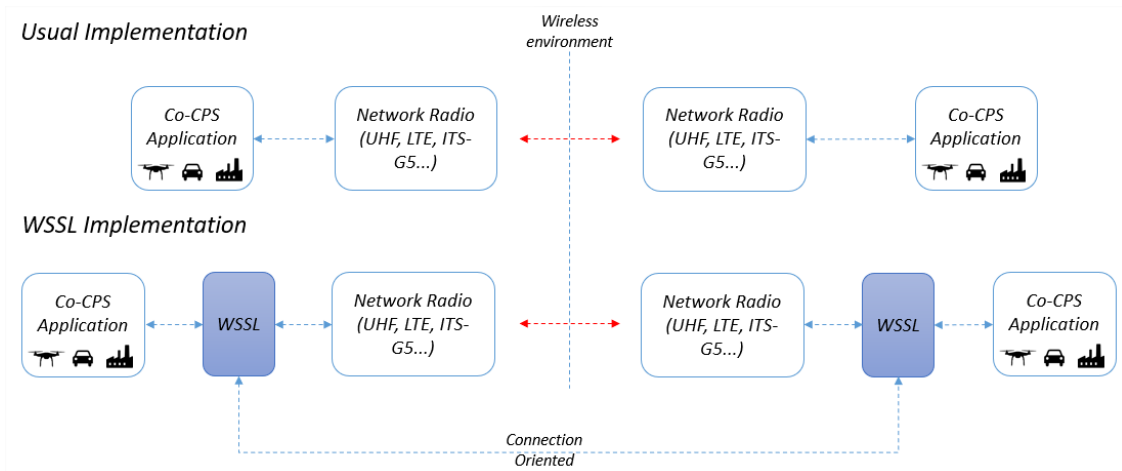 Usual Implementation
Wireless
environment
Co-CPS
Application
Network Radio
(UHF, LTE, ITS-
G5...)
Network Radio
(UHF, LTE, ITS-
G5...)
Co-CPS
Application
WSSL Implementation
Co-CPS
Application
WSSL
Network Radio
(UHF, LTE, ITS-
G5...)
Network Radio
(UHF, LTE, ITS-
G5...)
WSSL
Co-CPS
Application
Connection
Oriented